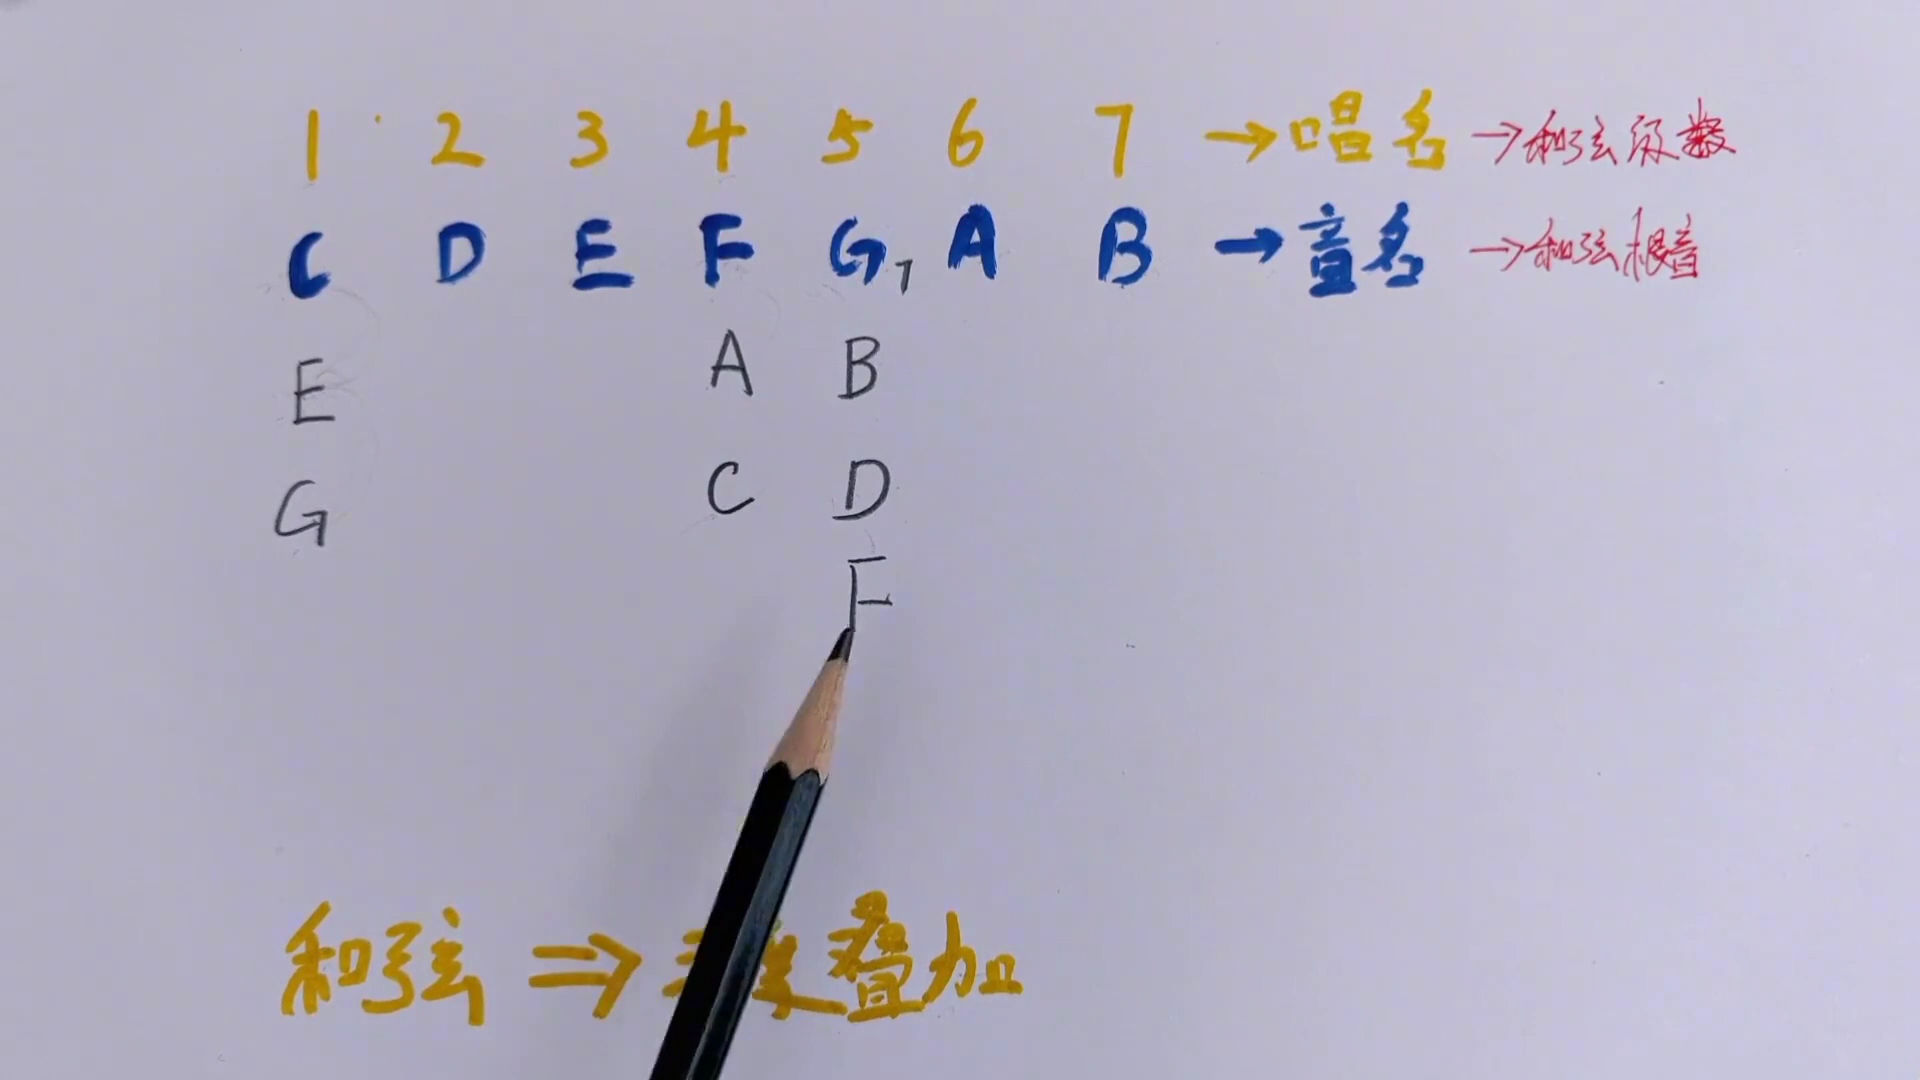 1 2 3 4 5 6 7 →唱名 →和弦级数
C D E F G7 A B →音名 →和弦根音
E A B
G C D
F
和弦 ⇒ 叠加